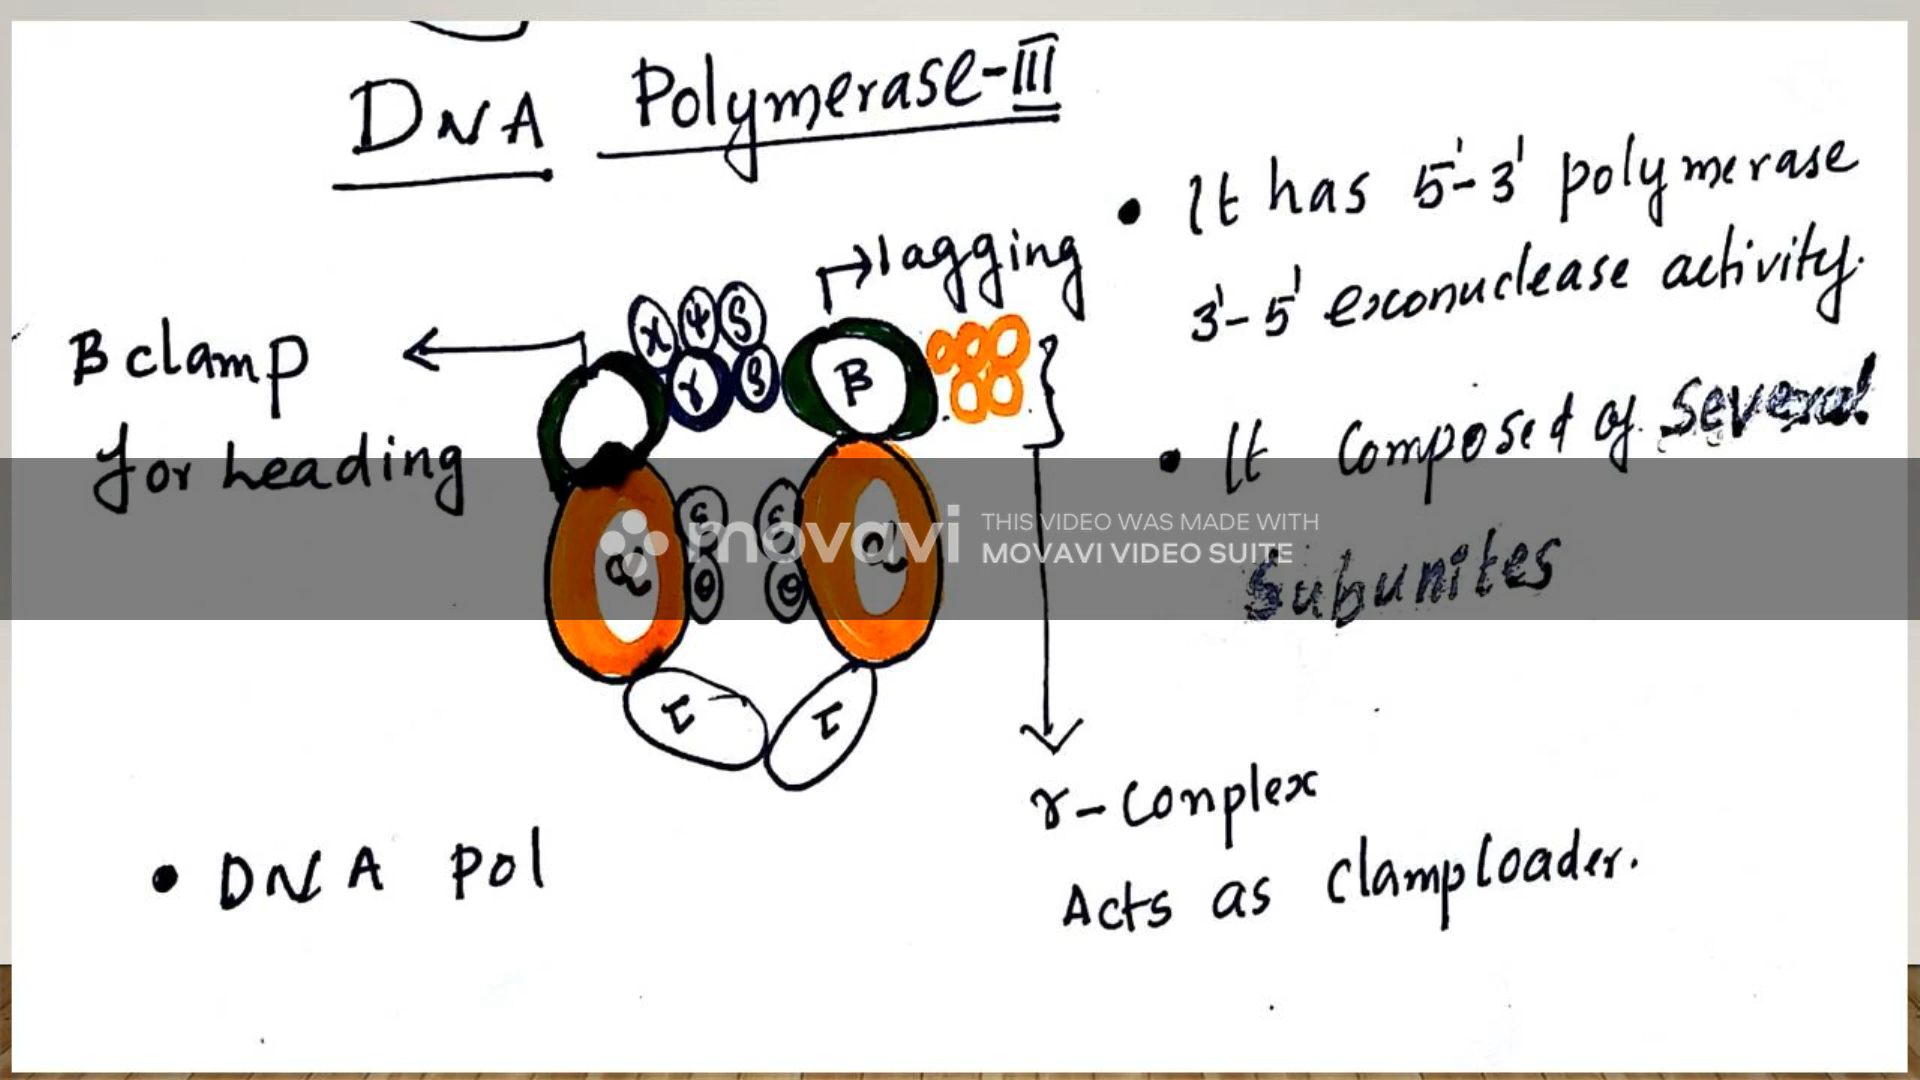 DNA Polymerase-III
• It has 5'-3' polymerase
3'-5' exonuclease activity.
lagging
B clamp
for Leading
χ ψ δ
γ δ
B
• It composed of several
Subunites
ε ε
α θ θ α
τ τ
movavi
THIS VIDEO WAS MADE WITH
MOVAVI VIDEO SUITE
γ-Conplex
Acts as clamploader.
• DNA pol